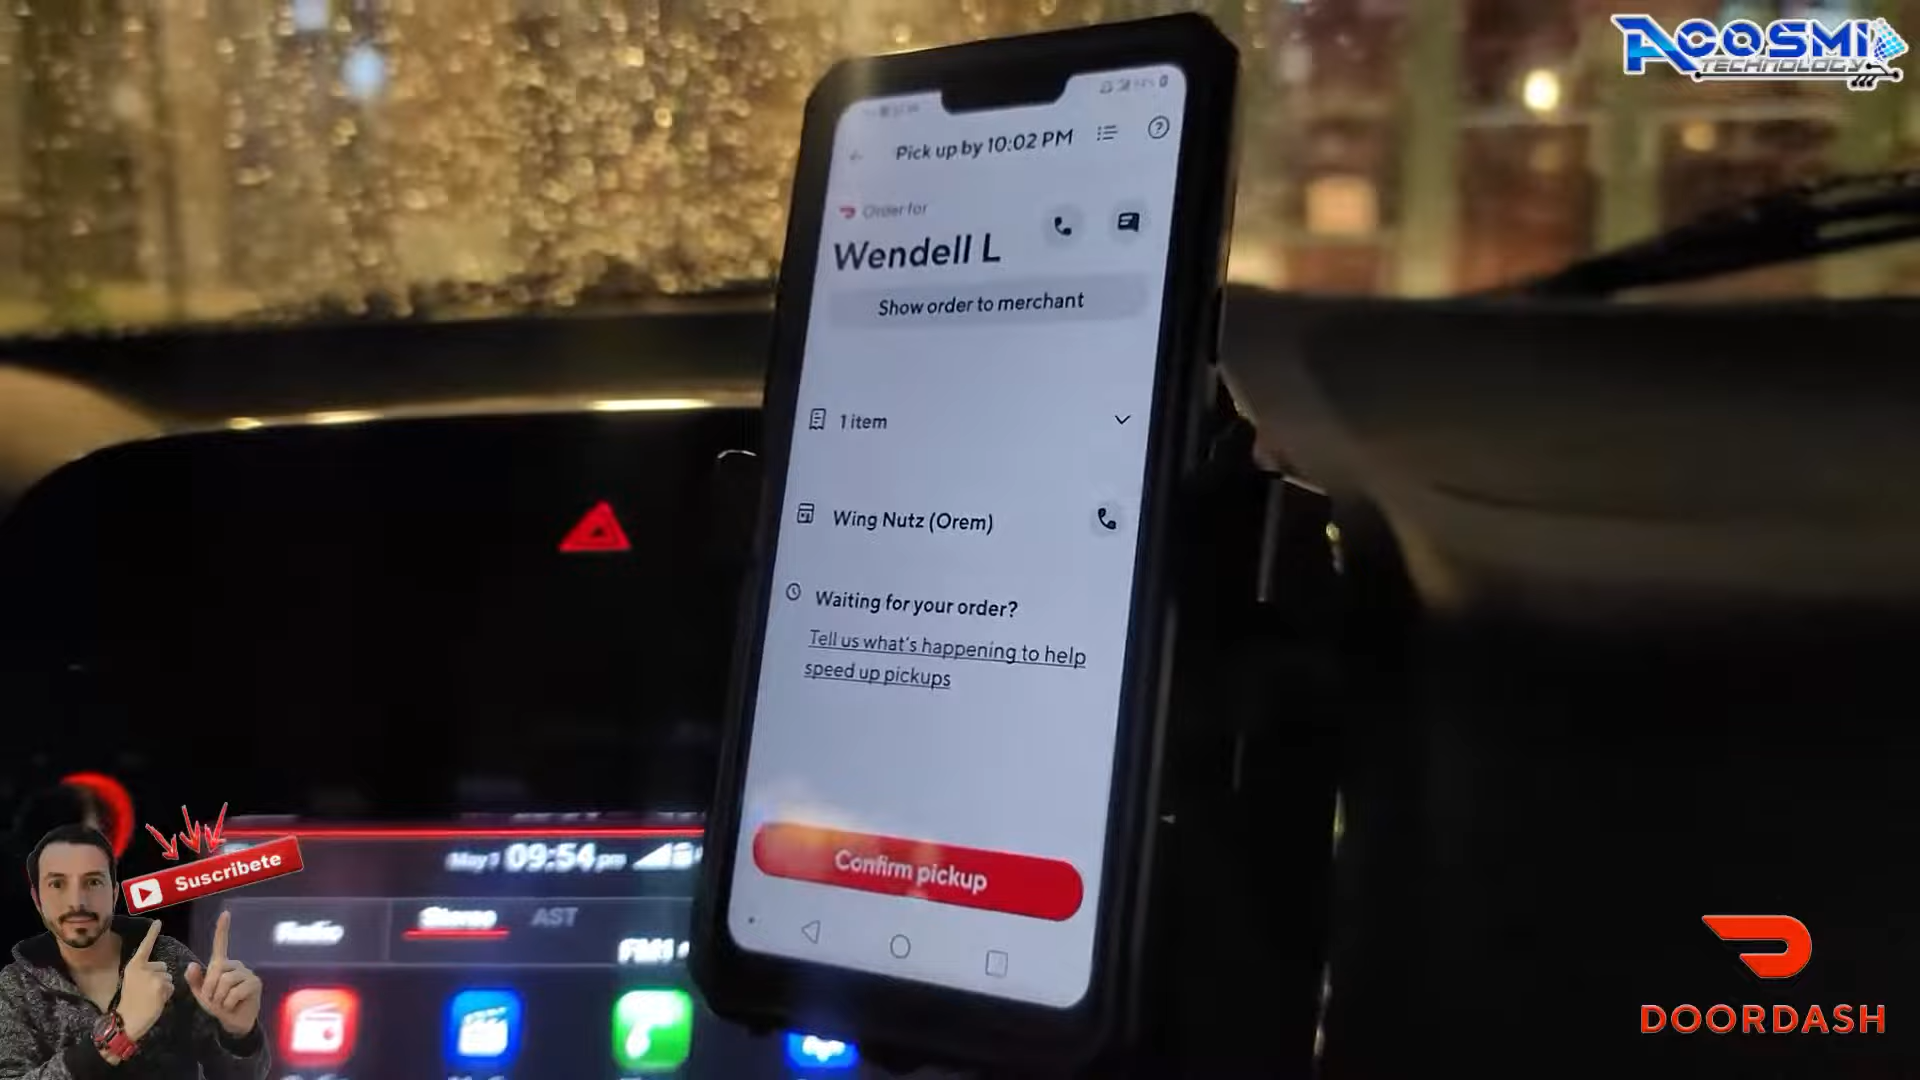 ACOSMI
TECHNOLOGY
Pick up by 10:02 PM
Order for
Wendell L
Show order to merchant
1 item
Wing Nutz (Orem)
Waiting for your order?
Tell us what's happening to help
speed up pickups
Confirm pickup
09:54 pm
Radio
Stereo
AST
FM1
Suscribete
DOORDASH